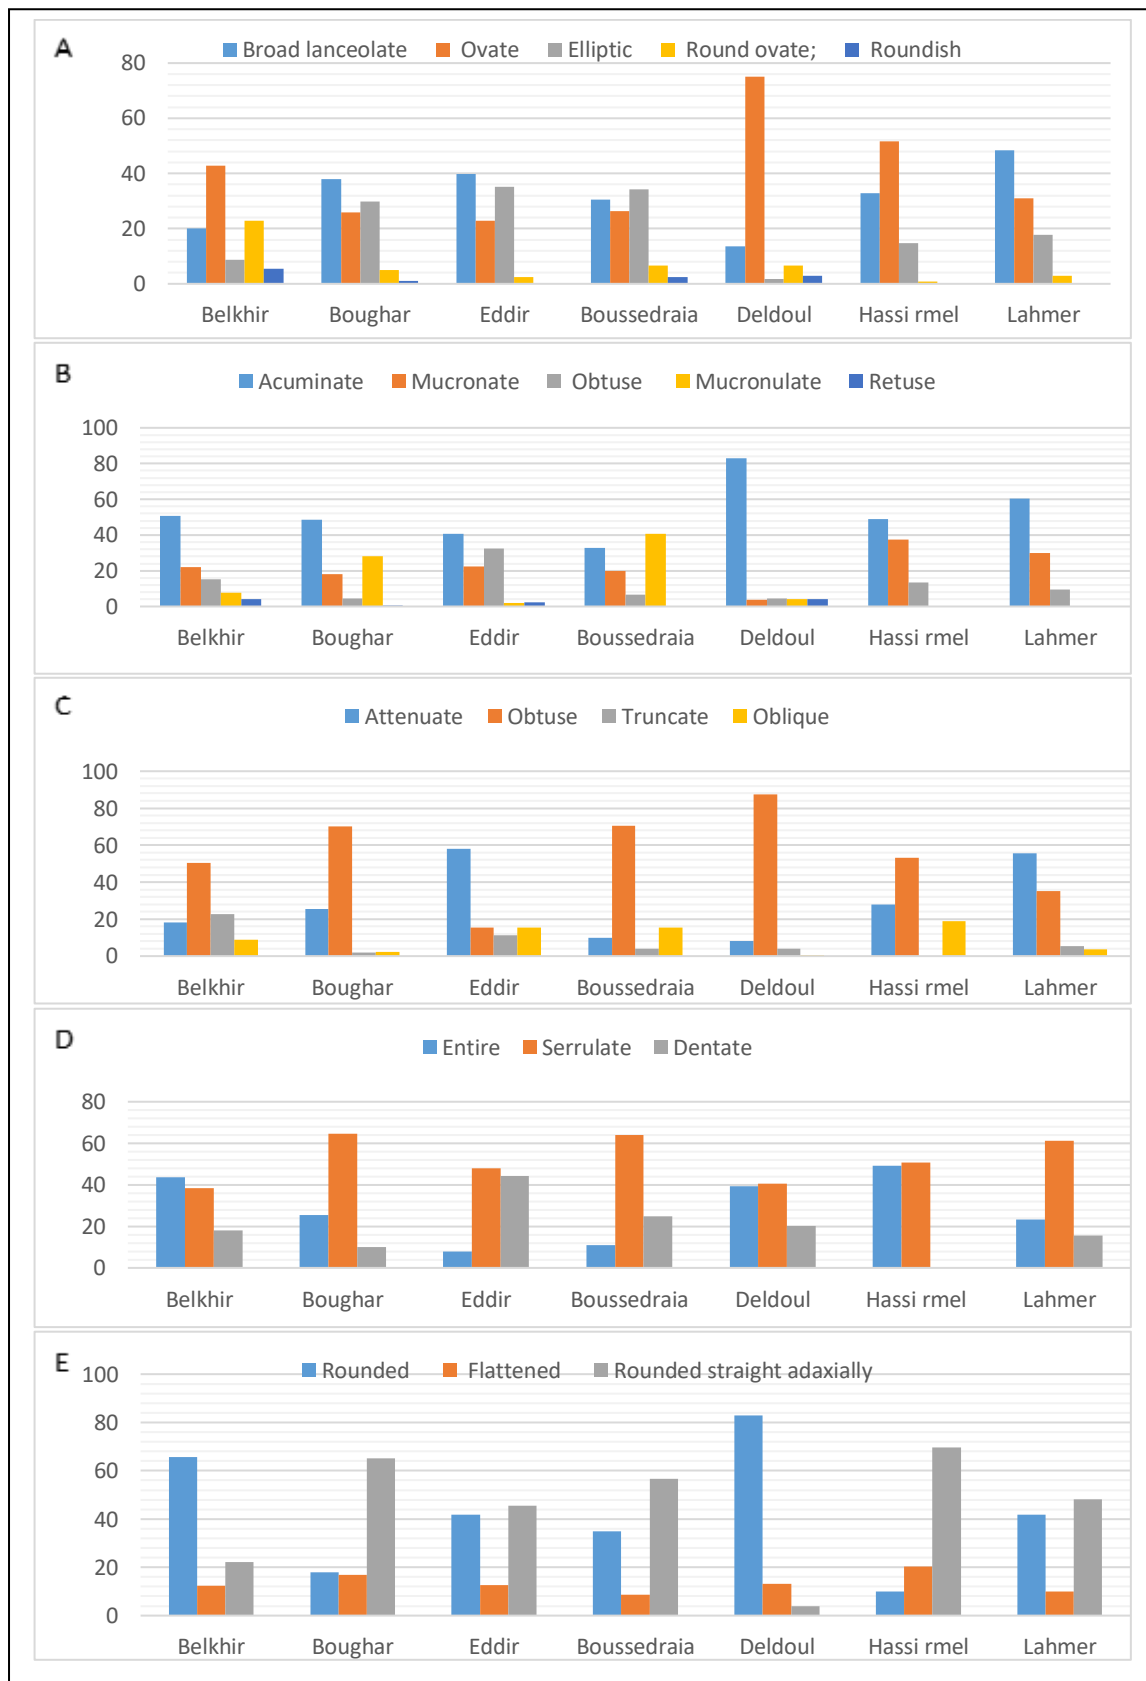 A
Broad lanceolate Ovate Elliptic Round ovate; Roundish
80
60
40
20
0
Belkhir Boughar Eddir Boussedraia Deldoul Hassi rmel Lahmer
B
Acuminate Mucronate Obtuse Mucronulate Retuse
100
80
60
40
20
0
Belkhir Boughar Eddir Boussedraia Deldoul Hassi rmel Lahmer
C
Attenuate Obtuse Truncate Oblique
100
80
60
40
20
0
Belkhir Boughar Eddir Boussedraia Deldoul Hassi rmel Lahmer
D
Entire Serrulate Dentate
80
60
40
20
0
Belkhir Boughar Eddir Boussedraia Deldoul Hassi rmel Lahmer
E
Rounded Flattened Rounded straight adaxially
100
80
60
40
20
0
Belkhir Boughar Eddir Boussedraia Deldoul Hassi rmel Lahmer